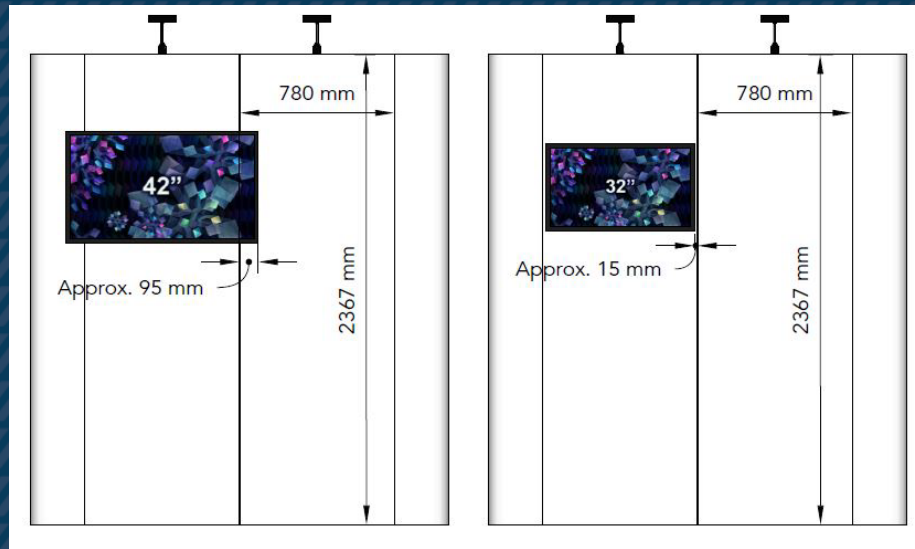 780 mm
42”
Approx. 95 mm
2367 mm
780 mm
32”
Approx. 15 mm
2367 mm